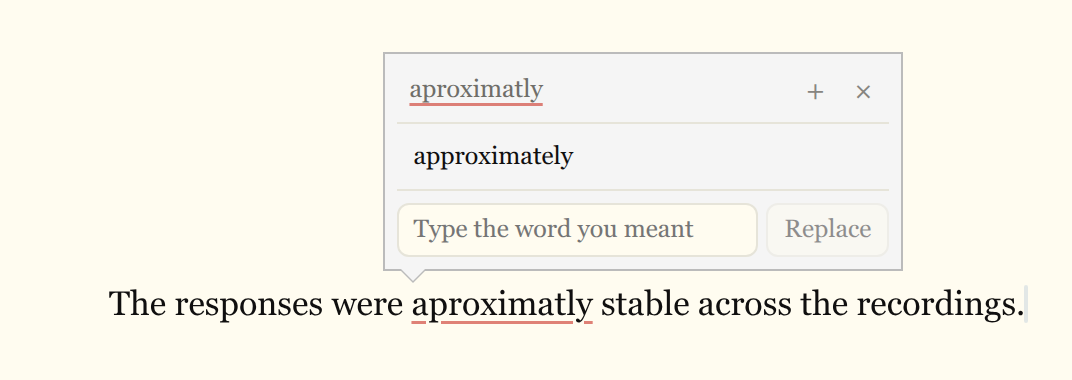 aproximatly + ×
approximately
Type the word you meant Replace
The responses were aproximatly stable across the recordings.